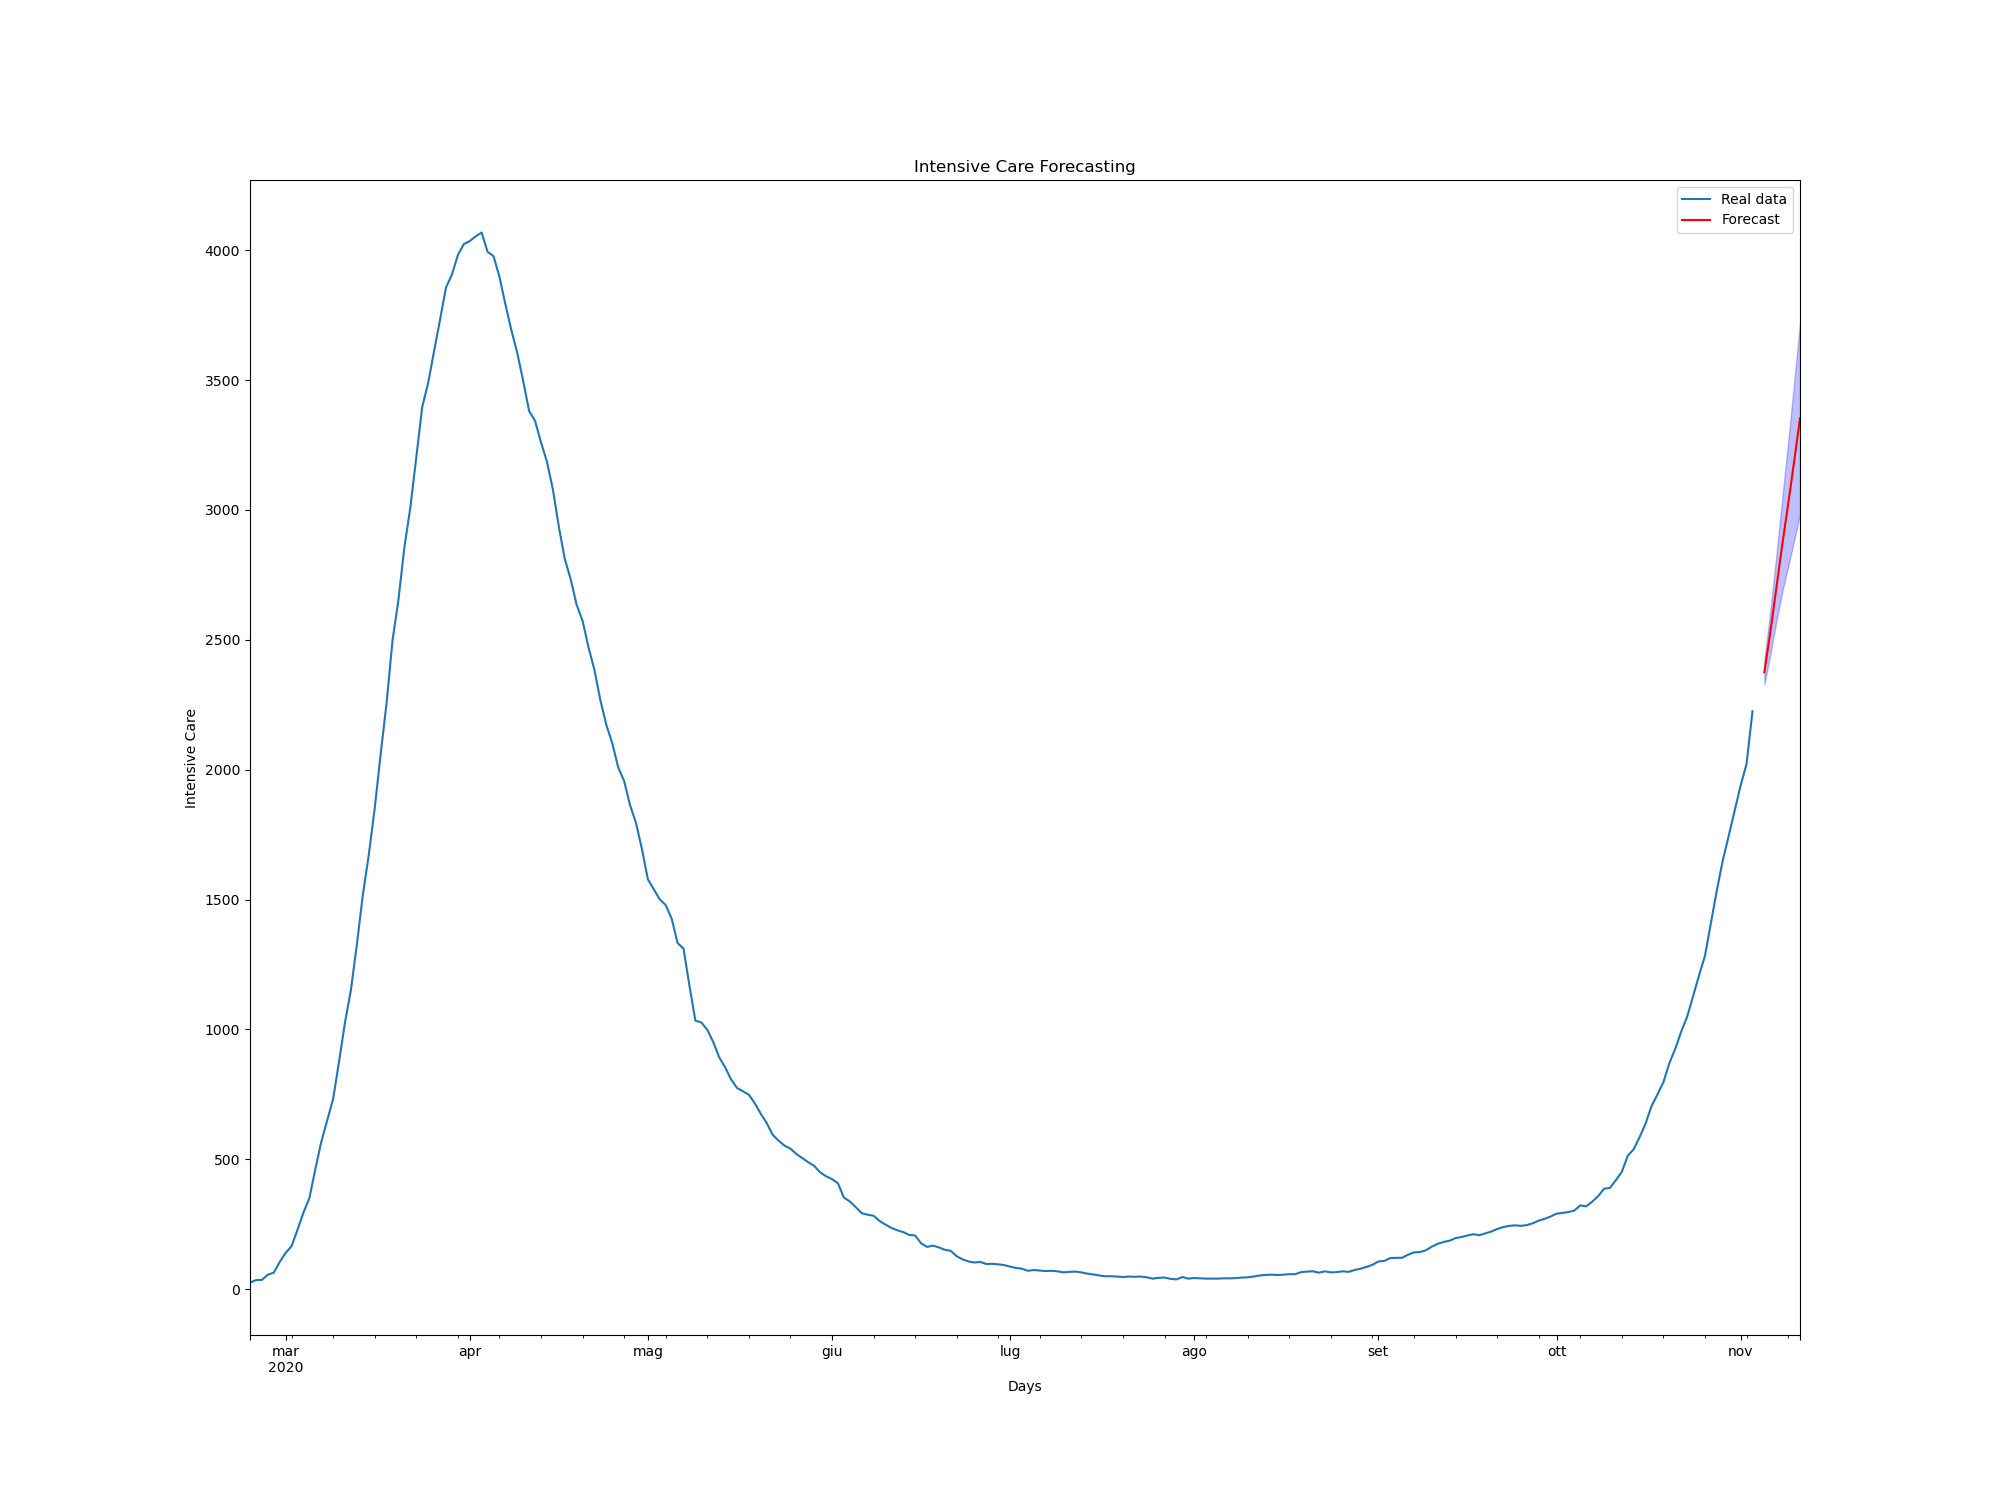 Intensive Care Forecasting
Real data
Forecast
4000
3500
3000
2500
2000
1500
1000
500
0
Intensive Care
mar apr mag giu lug ago set ott nov
2020
Days